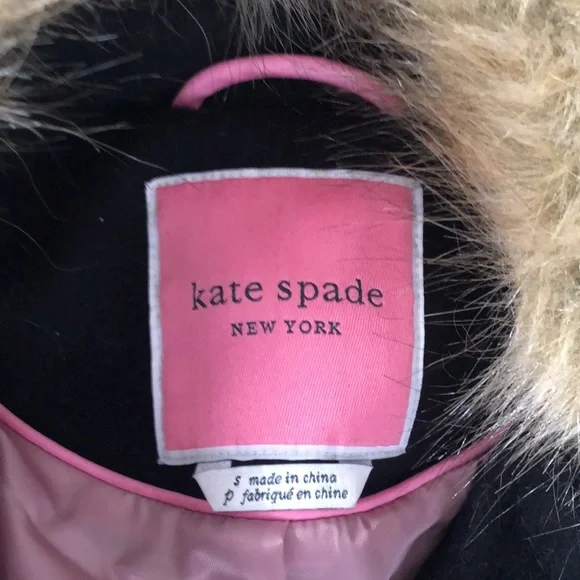 kate spade
NEW YORK
s made in china
p fabriqué en chine